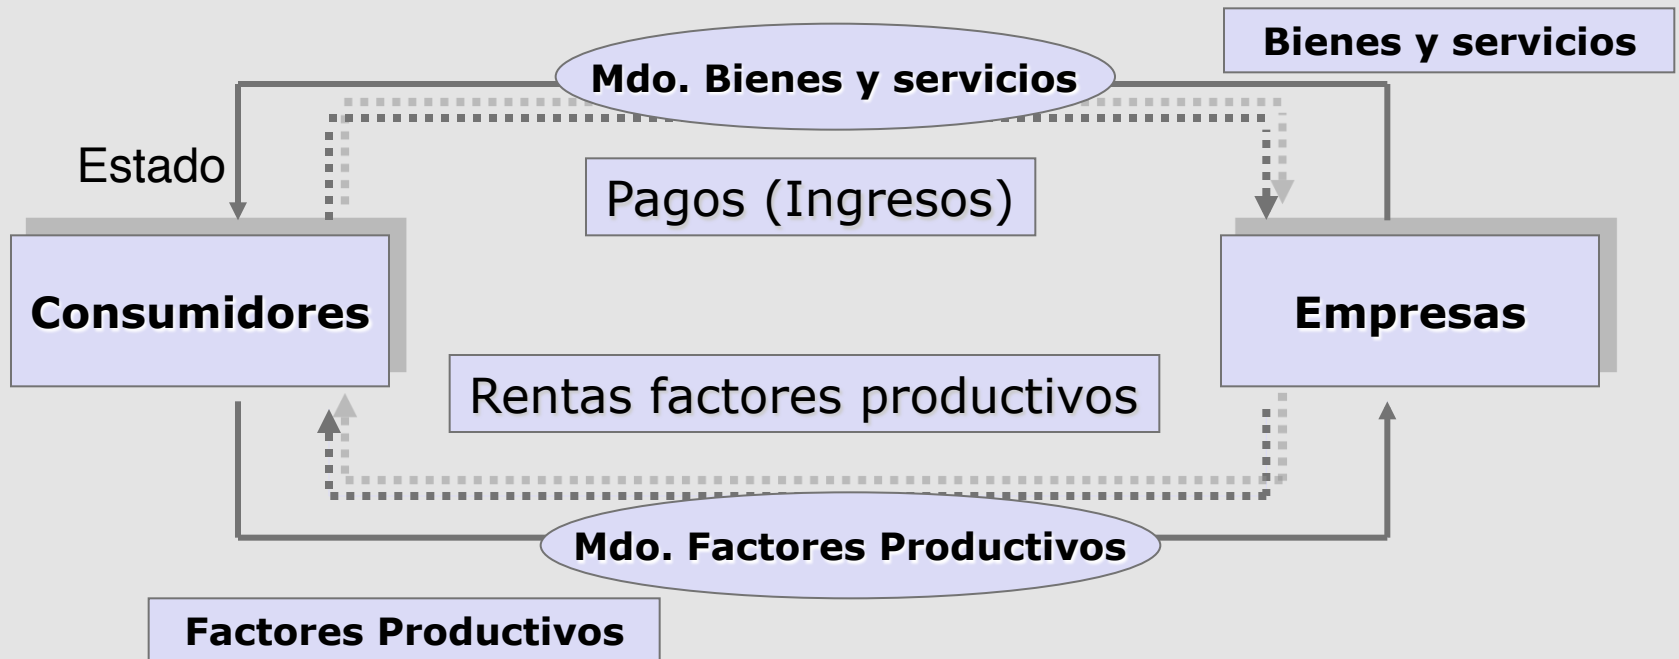 Bienes y servicios
Mdo. Bienes y servicios
Estado
Pagos (Ingresos)
Consumidores
Empresas
Rentas factores productivos
Mdo. Factores Productivos
Factores Productivos